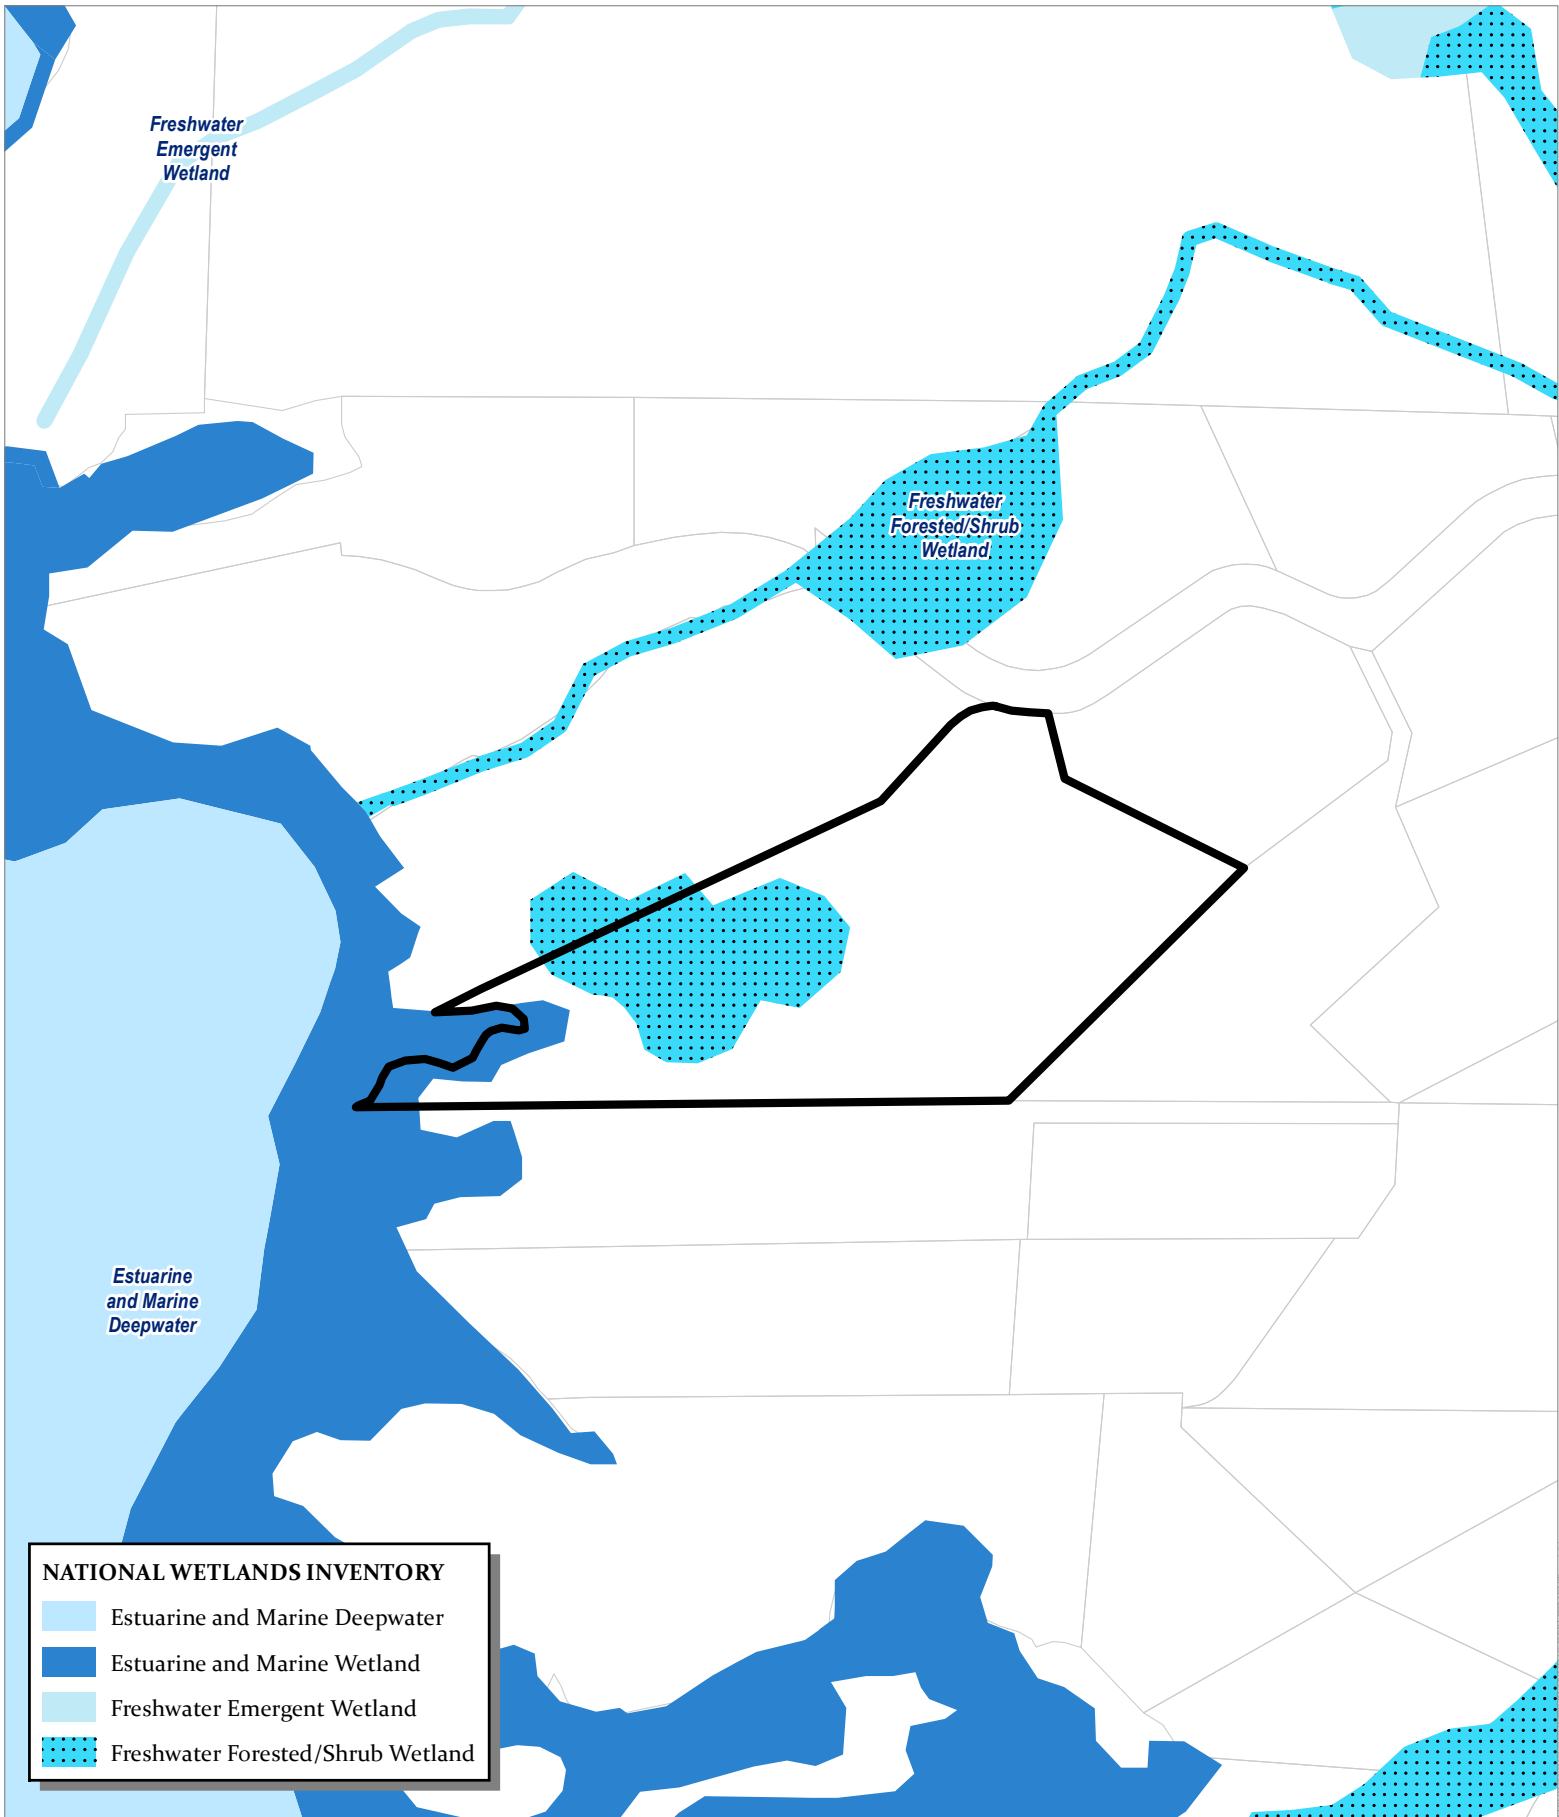 Freshwater
Emergent
Wetland
Freshwater
Forested/Shrub
Wetland
Estuarine
and Marine
Deepwater
NATIONAL WETLANDS INVENTORY
Estuarine and Marine Deepwater
Estuarine and Marine Wetland
Freshwater Emergent Wetland
Freshwater Forested/Shrub Wetland